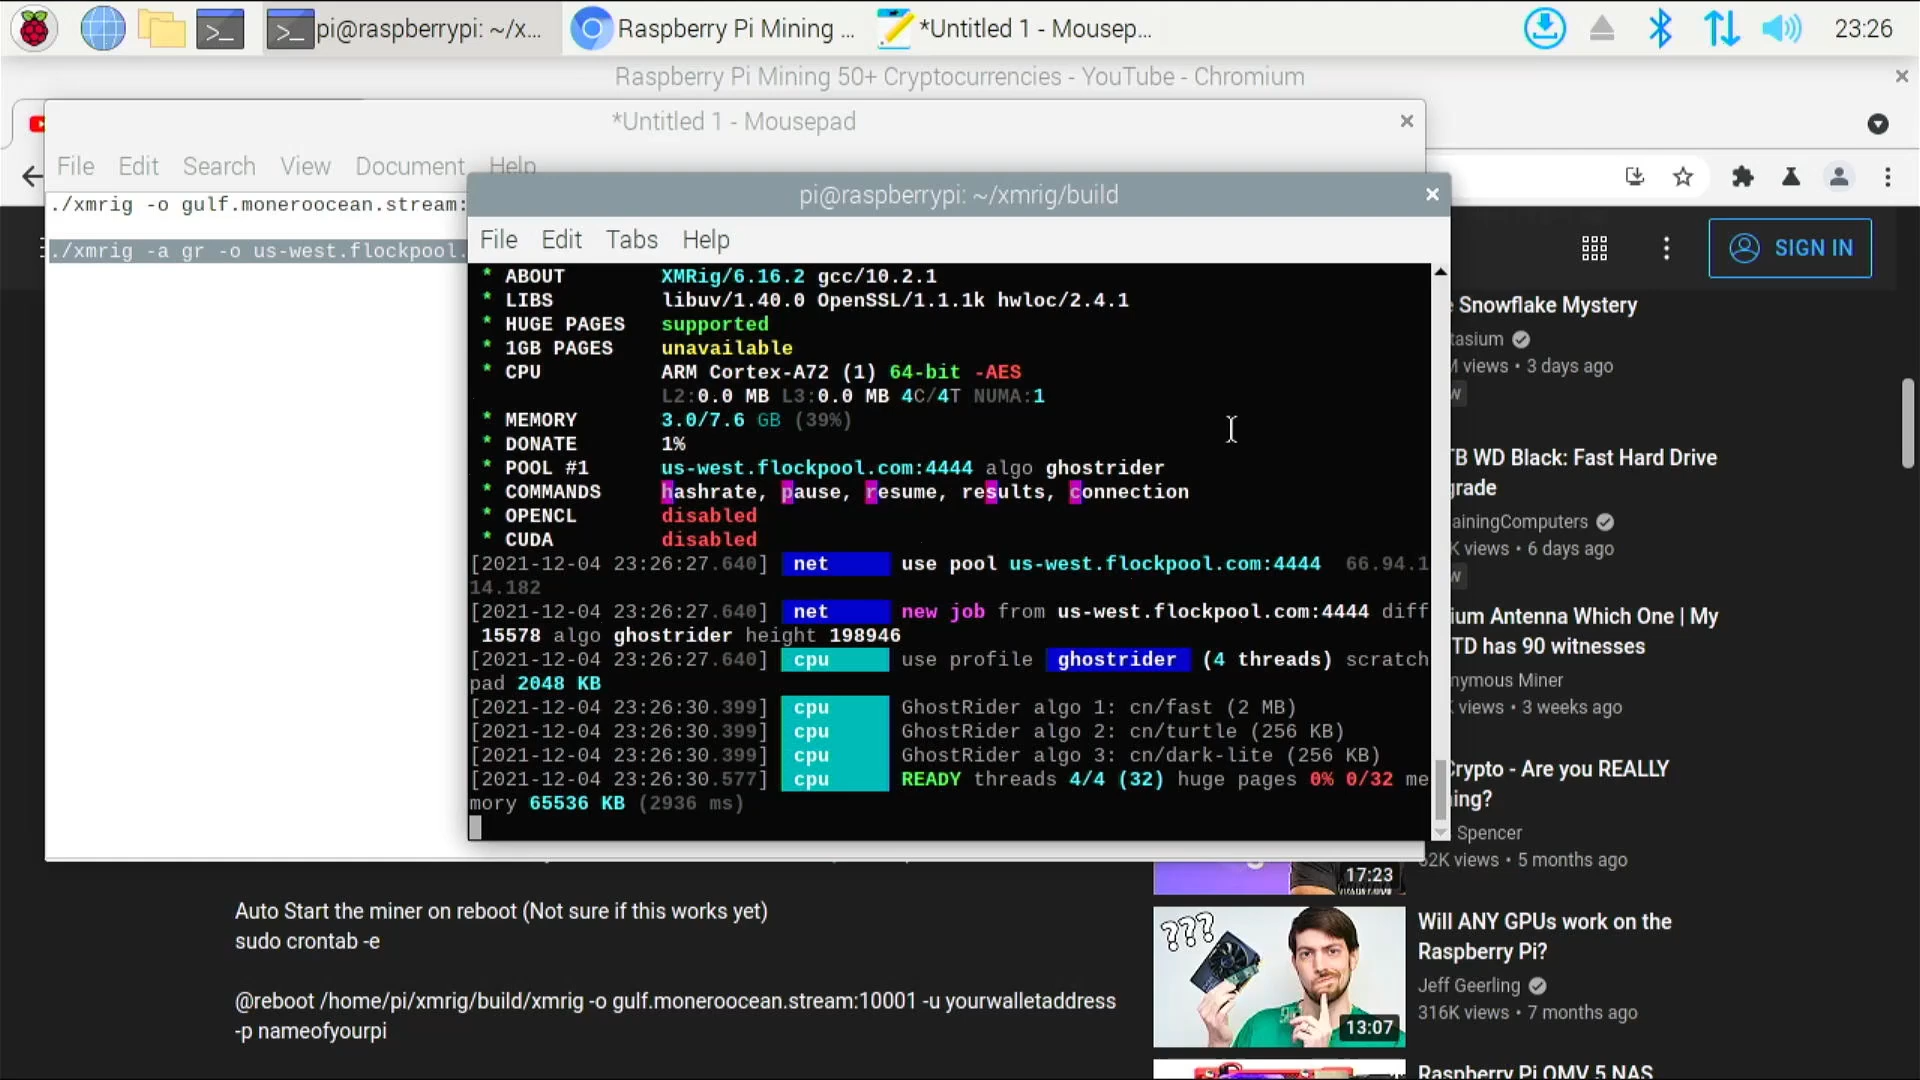 pi@raspberrypi: ~/x...
Raspberry Pi Mining ...
*Untitled 1 - Mousep...
23:26
Raspberry Pi Mining 50+ Cryptocurrencies - YouTube - Chromium
*Untitled 1 - Mousepad
File Edit Search View Document Help
./xmrig -o gulf.moneroocean.stream:
./xmrig -a gr -o us-west.flockpool.
pi@raspberrypi: ~/xmrig/build
File Edit Tabs Help
* ABOUT XMRig/6.16.2 gcc/10.2.1
* LIBS libuv/1.40.0 OpenSSL/1.1.1k hwloc/2.4.1
* HUGE PAGES supported
* 1GB PAGES unavailable
* CPU ARM Cortex-A72 (1) 64-bit -AES
L2:0.0 MB L3:0.0 MB 4C/4T NUMA:1
* MEMORY 3.0/7.6 GB (39%)
* DONATE 1%
* POOL #1 us-west.flockpool.com:4444 algo ghostrider
* COMMANDS hashrate, pause, resume, results, connection
* OPENCL disabled
* CUDA disabled
[2021-12-04 23:26:27.640] net use pool us-west.flockpool.com:4444 66.94.1
14.182
[2021-12-04 23:26:27.640] net new job from us-west.flockpool.com:4444 diff
15578 algo ghostrider height 198946
[2021-12-04 23:26:27.640] cpu use profile ghostrider (4 threads) scratch
pad 2048 KB
[2021-12-04 23:26:30.399] cpu GhostRider algo 1: cn/fast (2 MB)
[2021-12-04 23:26:30.399] cpu GhostRider algo 2: cn/turtle (256 KB)
[2021-12-04 23:26:30.399] cpu GhostRider algo 3: cn/dark-lite (256 KB)
[2021-12-04 23:26:30.577] cpu READY threads 4/4 (32) huge pages 0% 0/32 me
mory 65536 KB (2936 ms)
SIGN IN
Snowflake Mystery
tasium
views • 3 days ago
TB WD Black: Fast Hard Drive
grade
ainingComputers
K views • 6 days ago
ium Antenna Which One | My
TD has 90 witnesses
nymous Miner
views • 3 weeks ago
Crypto - Are you REALLY
ing?
Spencer
62K views • 5 months ago
17:23
Auto Start the miner on reboot (Not sure if this works yet)
sudo crontab -e
@reboot /home/pi/xmrig/build/xmrig -o gulf.moneroocean.stream:10001 -u yourwalletaddress
-p nameofyourpi
???
13:07
Will ANY GPUs work on the
Raspberry Pi?
Jeff Geerling
316K views • 7 months ago
Raspberry Pi OMV 5 NAS